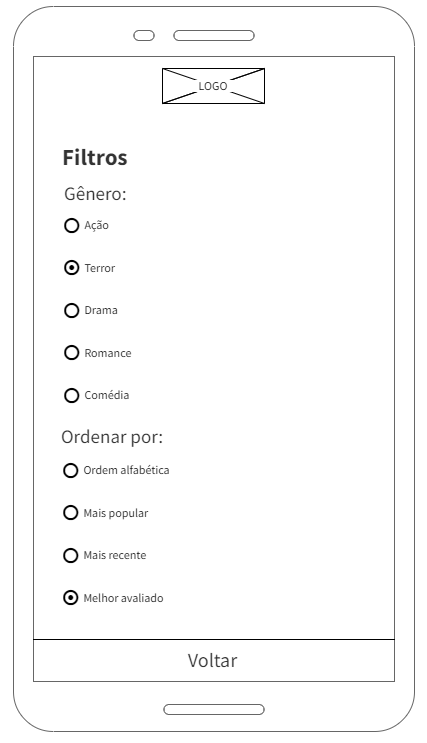 LOGO
Filtros
Gênero:
Ação
Terror
Drama
Romance
Comédia
Ordenar por:
Ordem alfabética
Mais popular
Mais recente
Melhor avaliado
Voltar